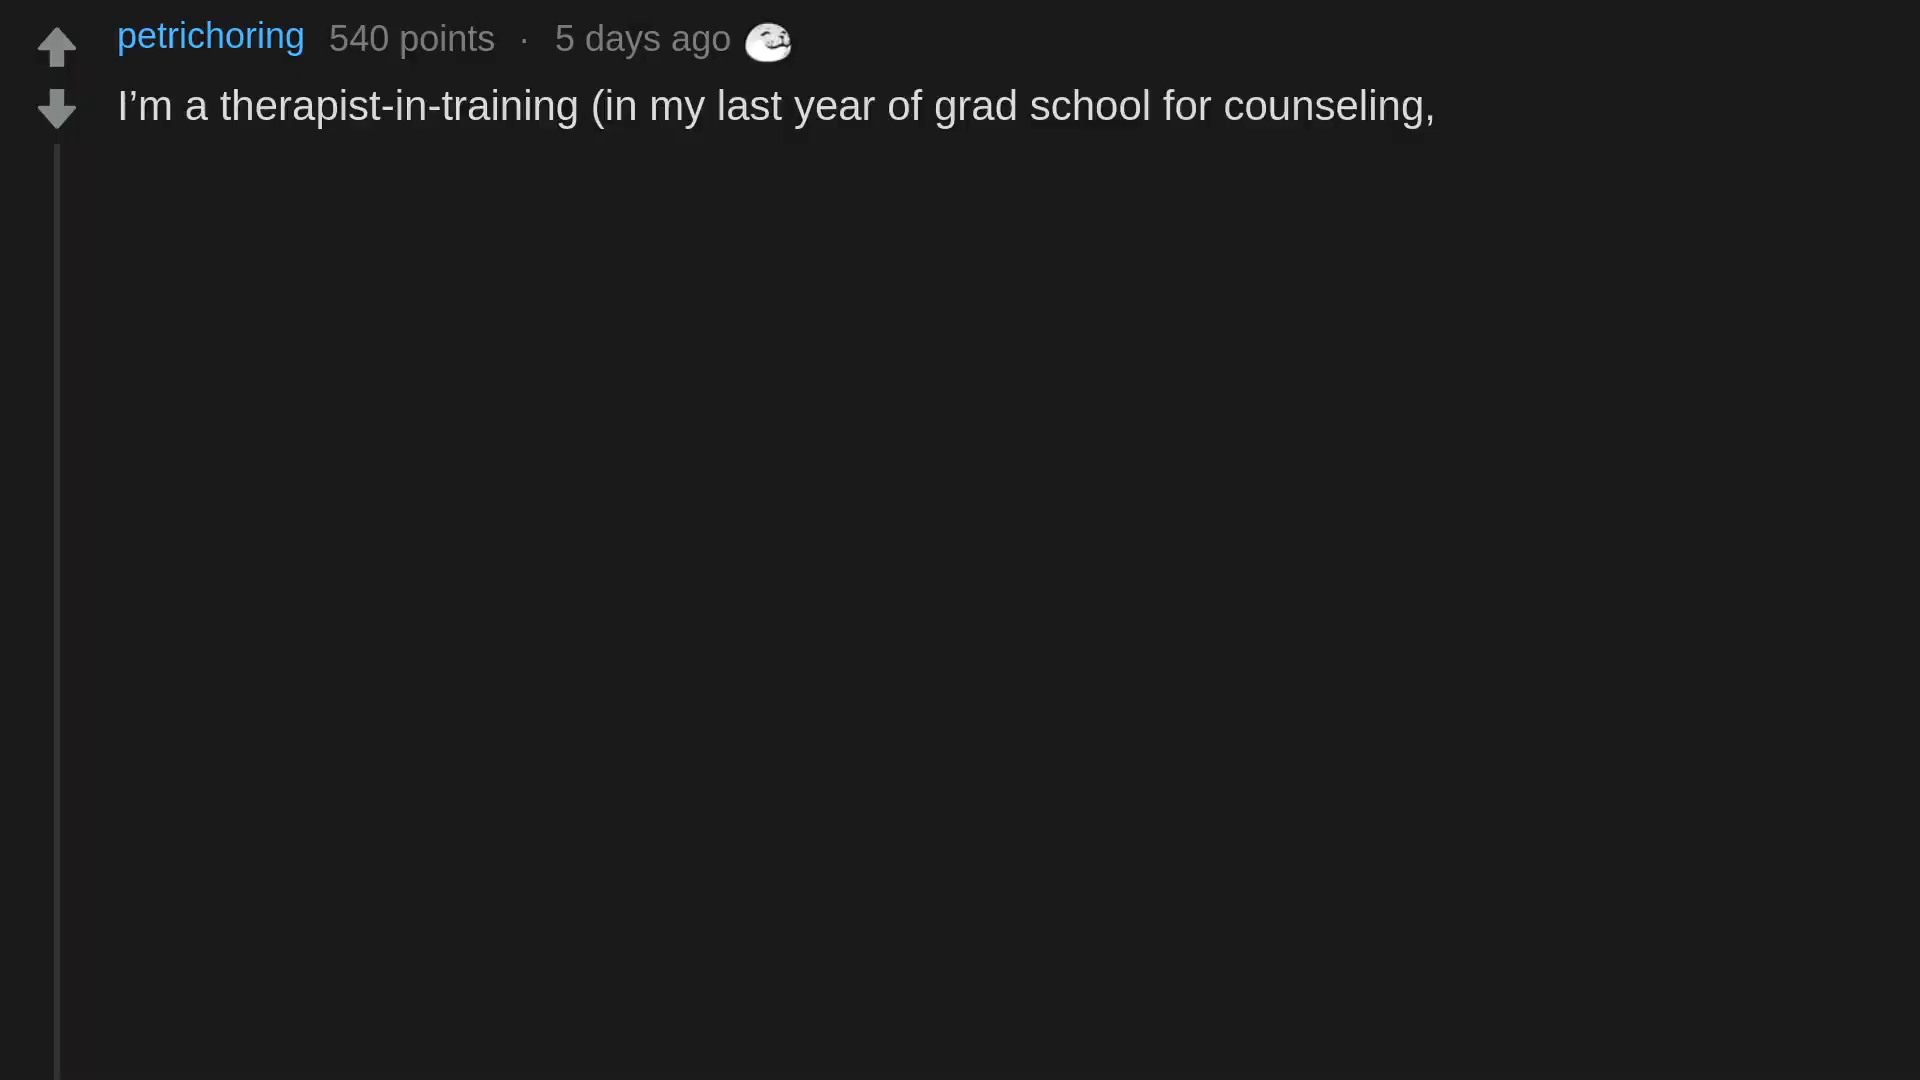 petrichoring 540 points · 5 days ago
I’m a therapist-in-training (in my last year of grad school for counseling,